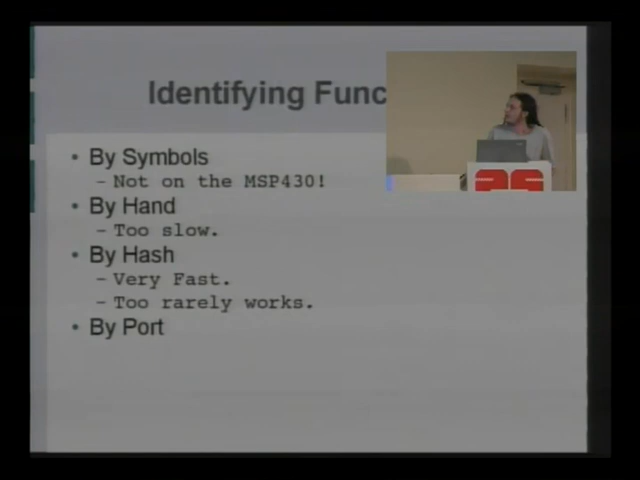 Identifying Func
• By Symbols
– Not on the MSP430!
• By Hand
– Too slow.
• By Hash
– Very Fast.
– Too rarely works.
• By Port